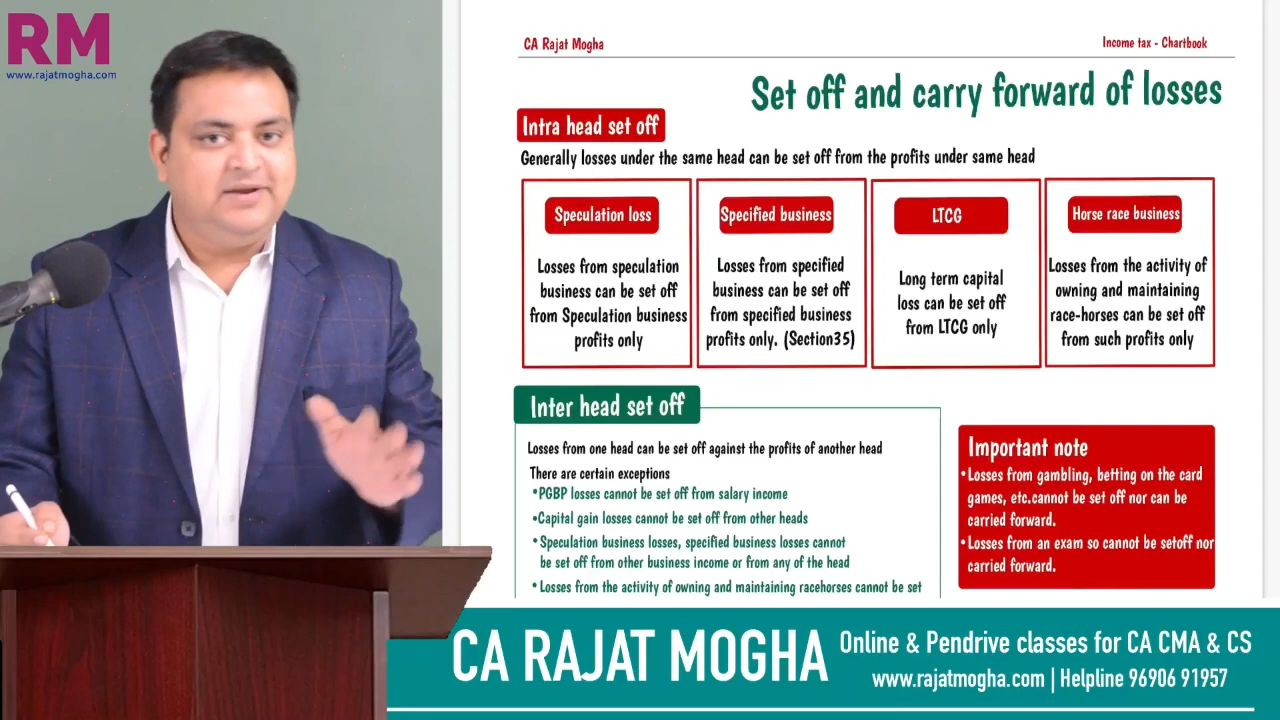 RM
www.rajatmogha.com
CA Rajat Mogha
Income tax - Chartbook
Set off and carry forward of losses
Intra head set off
Generally losses under the same head can be set off from the profits under same head
Speculation loss
Losses from speculation
business can be set off
from Speculation business
profits only
Specified business
Losses from specified
business can be set off
from specified business
profits only. (Section35)
LTCG
Long term capital
loss can be set off
from LTCG only
Horse race business
Losses from the activity of
owning and maintaining
race-horses can be set off
from such profits only
Inter head set off
Losses from one head can be set off against the profits of another head
There are certain exceptions
•PGBP losses cannot be set off from salary income
•Capital gain losses cannot be set off from other heads
•Speculation business losses, specified business losses cannot
be set off from other business income or from any of the head
•Losses from the activity of owning and maintaining racehorses cannot be set
Important note
•Losses from gambling, betting on the card
games, etc.cannot be set off nor can be
carried forward.
•Losses from an exam so cannot be setoff nor
carried forward.
CA RAJAT MOGHA
Online & Pendrive classes for CA CMA & CS
www.rajatmogha.com | Helpline 96906 91957